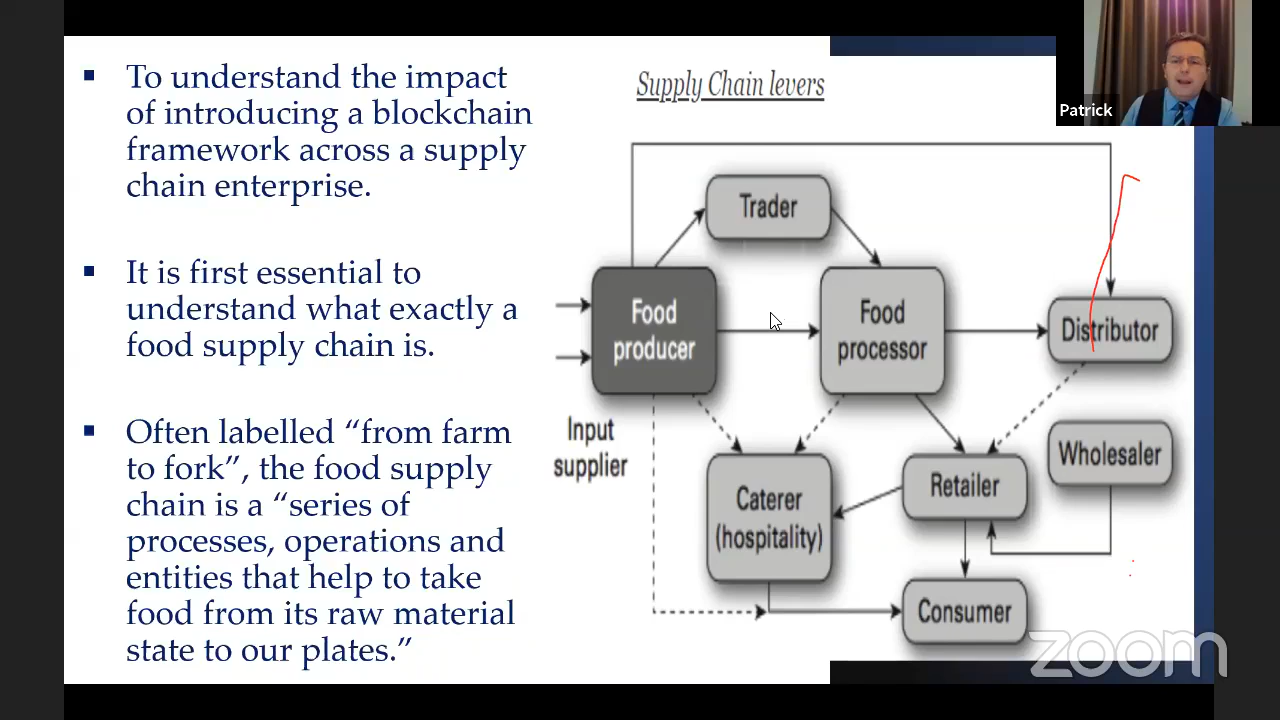 ▪ To understand the impact
of introducing a blockchain
framework across a supply
chain enterprise.
▪ It is first essential to
understand what exactly a
food supply chain is.
▪ Often labelled “from farm
to fork”, the food supply
chain is a “series of
processes, operations and
entities that help to take
food from its raw material
state to our plates.”
Supply Chain levers
Patrick
Trader
Food
producer
Food
processor
Distributor
Input
supplier
Caterer
(hospitality)
Retailer
Wholesaler
Consumer
zoom